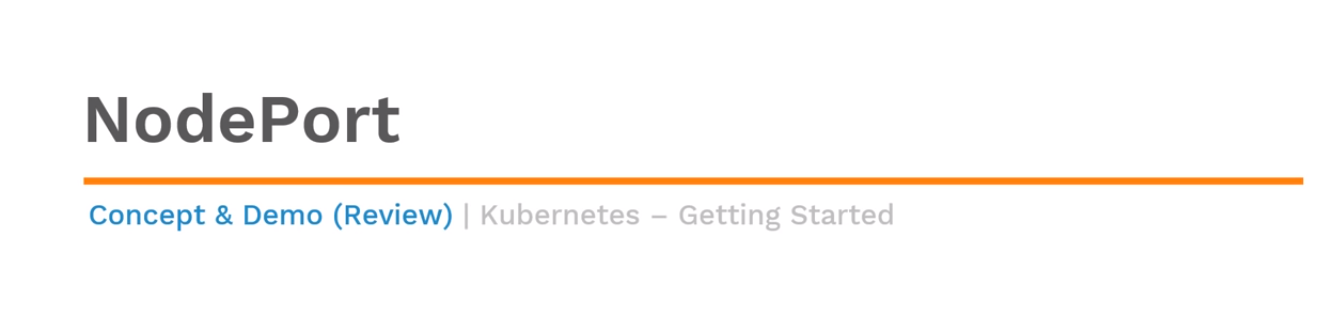 NodePort
Concept & Demo (Review) | Kubernetes – Getting Started